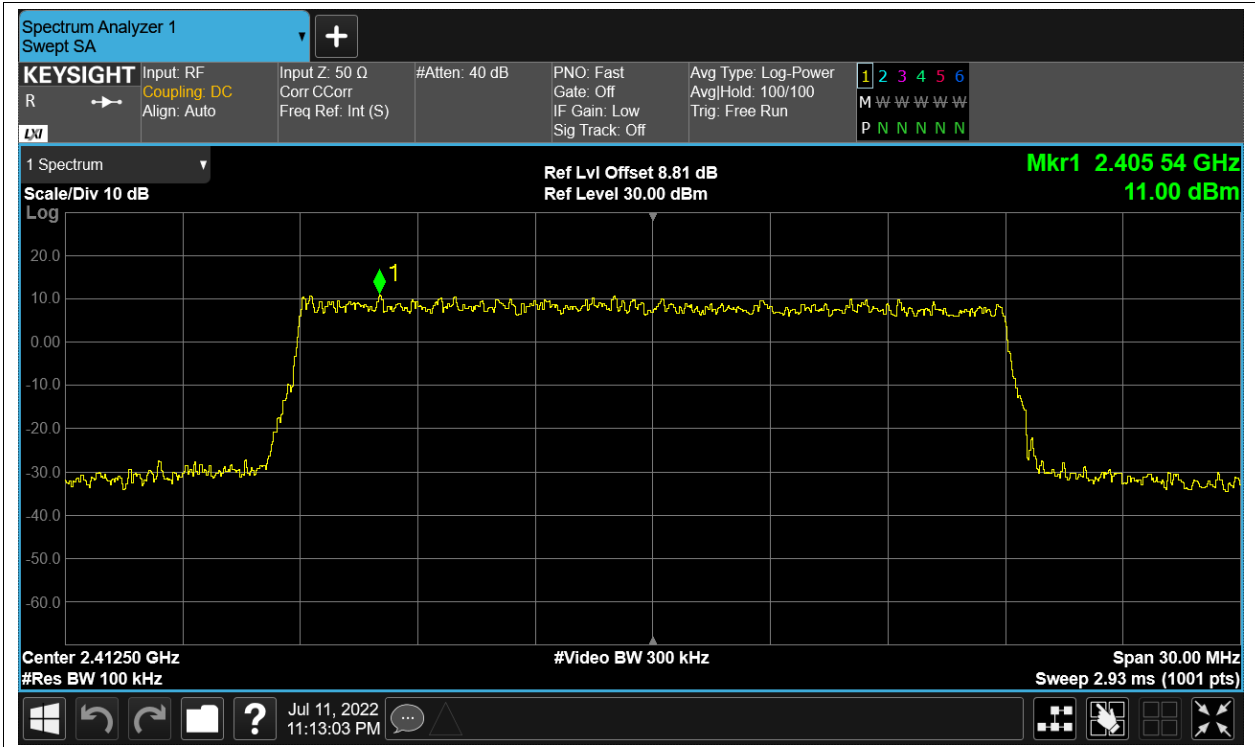 Spectrum Analyzer 1
Swept SA
+
KEYSIGHT
R
LXI
Input: RF
Coupling: DC
Align: Auto
Input Z: 50 Ω
Corr CCorr
Freq Ref: Int (S)
#Atten: 40 dB
PNO: Fast
Gate: Off
IF Gain: Low
Sig Track: Off
Avg Type: Log-Power
Avg|Hold: 100/100
Trig: Free Run
1 2 3 4 5 6
M W W W W W
P N N N N N
1 Spectrum
Scale/Div 10 dB
Log
Ref Lvl Offset 8.81 dB
Ref Level 30.00 dBm
Mkr1 2.405 54 GHz
11.00 dBm
1
20.0
10.0
0.00
-10.0
-20.0
-30.0
-40.0
-50.0
-60.0
Center 2.41250 GHz
#Res BW 100 kHz
#Video BW 300 kHz
Span 30.00 MHz
Sweep 2.93 ms (1001 pts)
?
Jul 11, 2022
11:13:03 PM